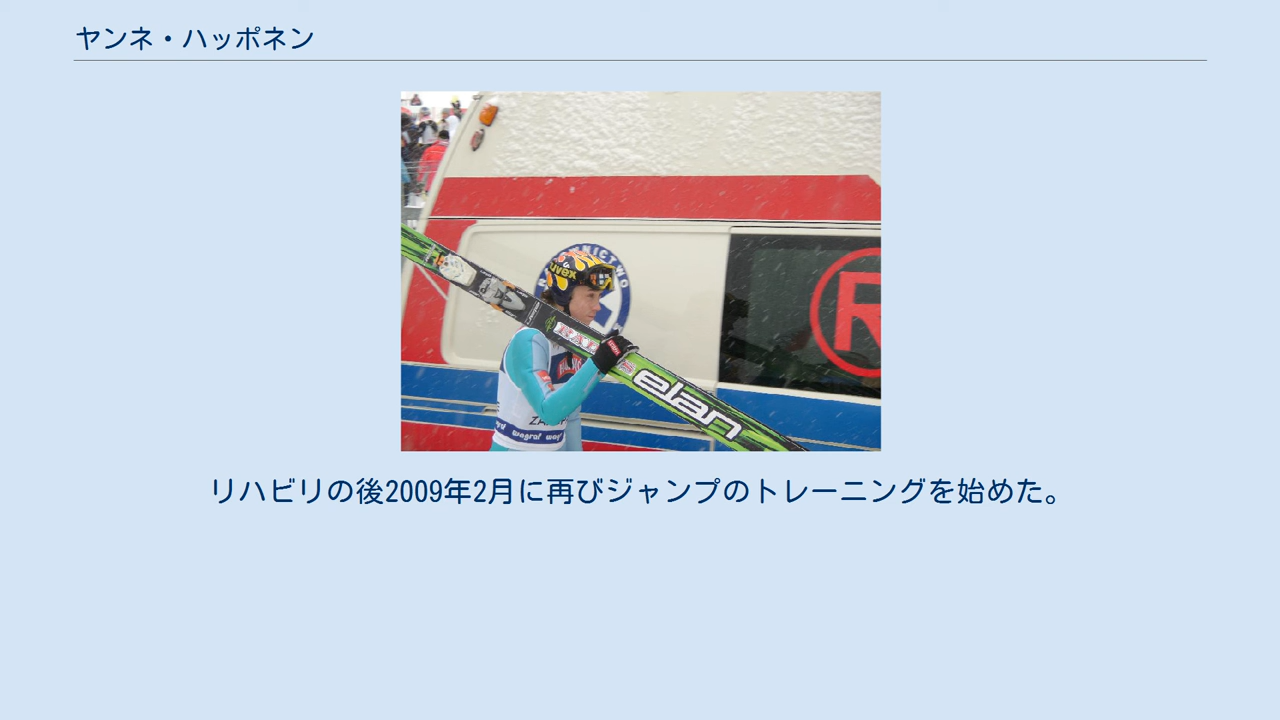 ヤンネ・ハッポネン
uvex
R
elan
wagraf
リハビリの後2009年2月に再びジャンプのトレーニングを始めた。